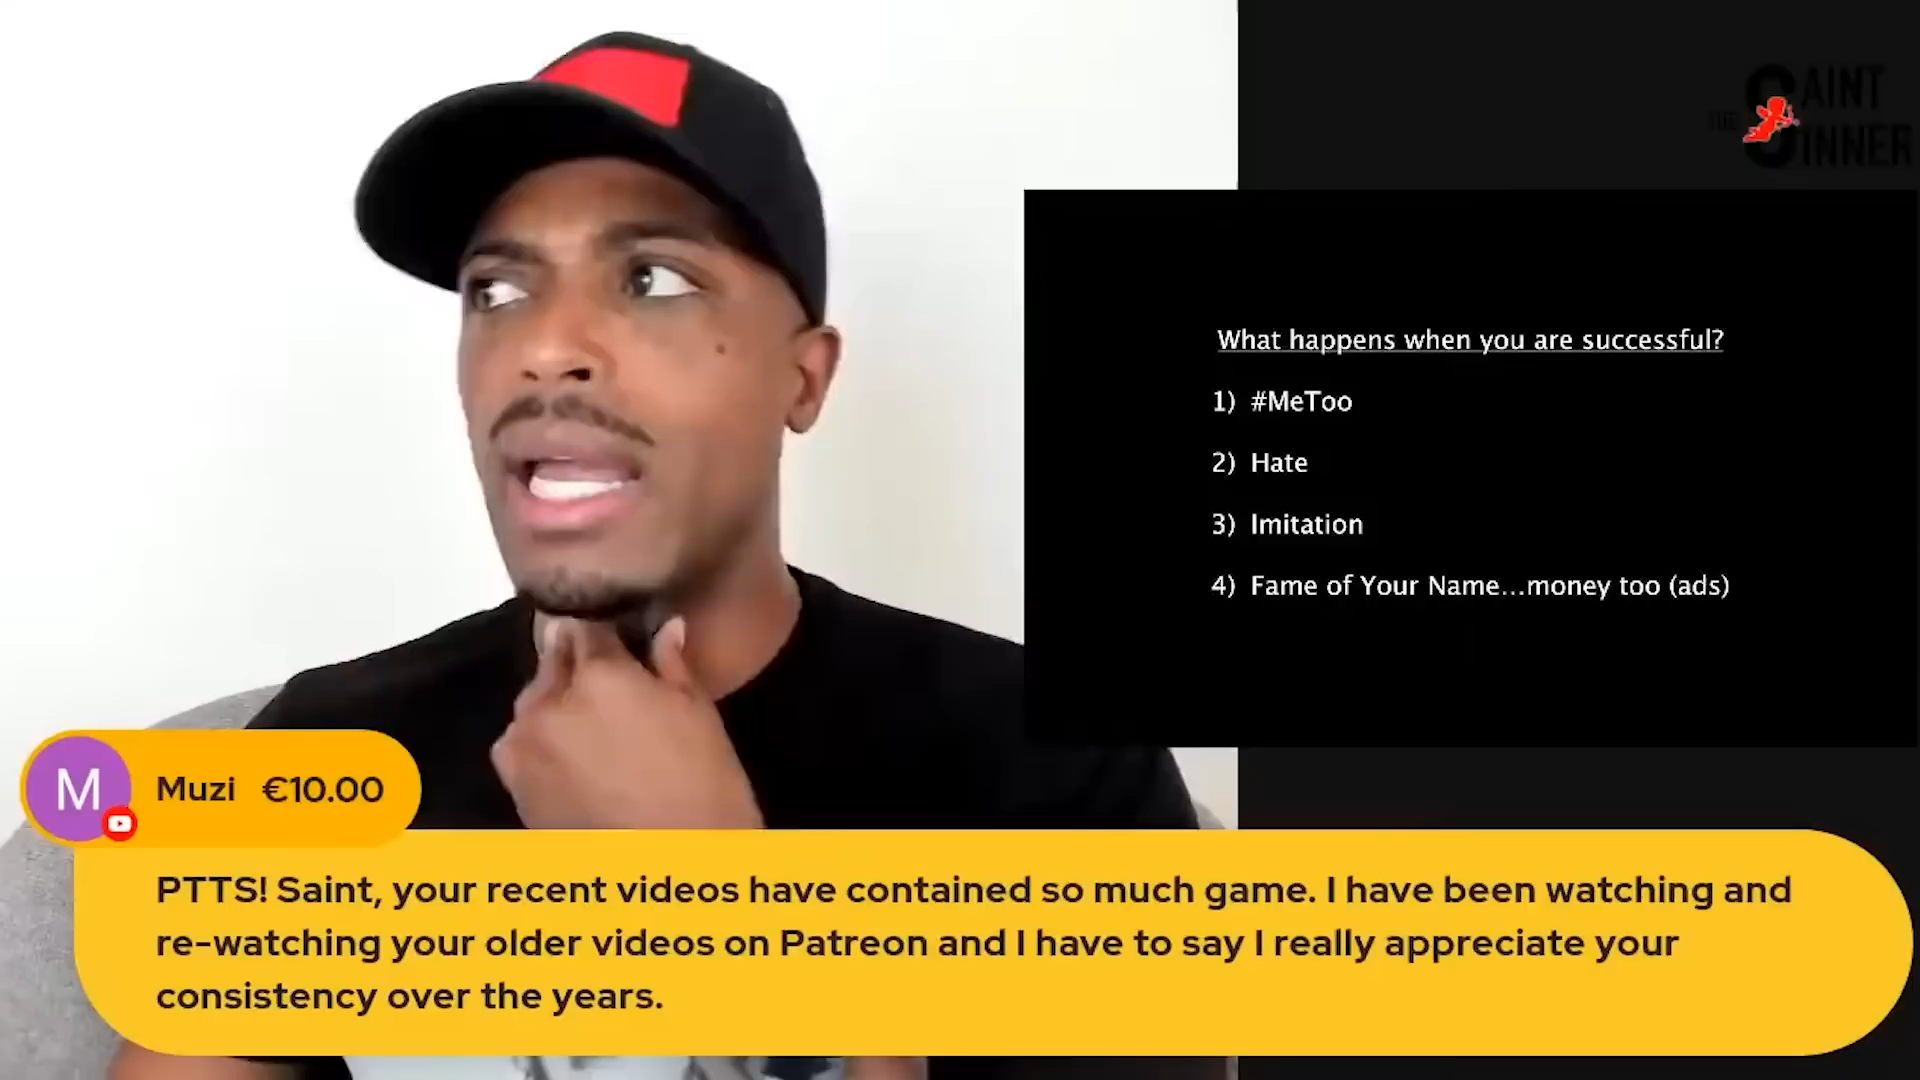 THE SAINT
SINNER
What happens when you are successful?
1) #MeToo
2) Hate
3) Imitation
4) Fame of Your Name...money too (ads)
M Muzi €10.00
PTTS! Saint, your recent videos have contained so much game. I have been watching and
re-watching your older videos on Patreon and I have to say I really appreciate your
consistency over the years.